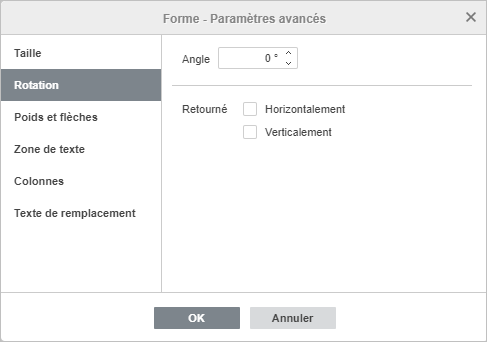 Forme - Paramètres avancés
Taille
Rotation
Poids et flèches
Zone de texte
Colonnes
Texte de remplacement
Angle 0 °
Retourné Horizontalement
Verticalement
OK Annuler